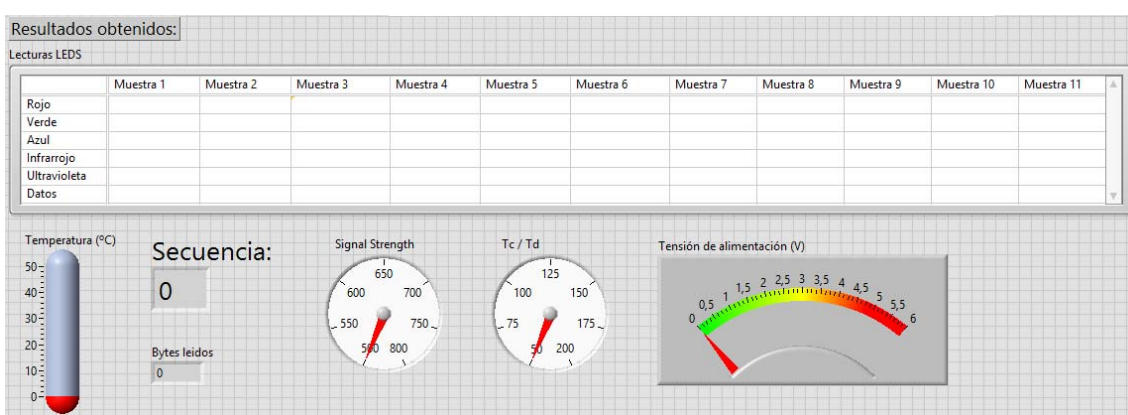 Resultados obtenidos:
Lecturas LEDS
Muestra 1 Muestra 2 Muestra 3 Muestra 4 Muestra 5 Muestra 6 Muestra 7 Muestra 8 Muestra 9 Muestra 10 Muestra 11
Rojo
Verde
Azul
Infrarrojo
Ultravioleta
Datos
Temperatura (ºC)
50
40
30
20
10
0
Secuencia:
0
Bytes leidos
0
Signal Strength
650
600 700
550 750
500 800
Tc / Td
125
100 150
75 175
50 200
Tensión de alimentación (V)
0 0,5 1 1,5 2 2,5 3 3,5 4 4,5 5 5,5 6